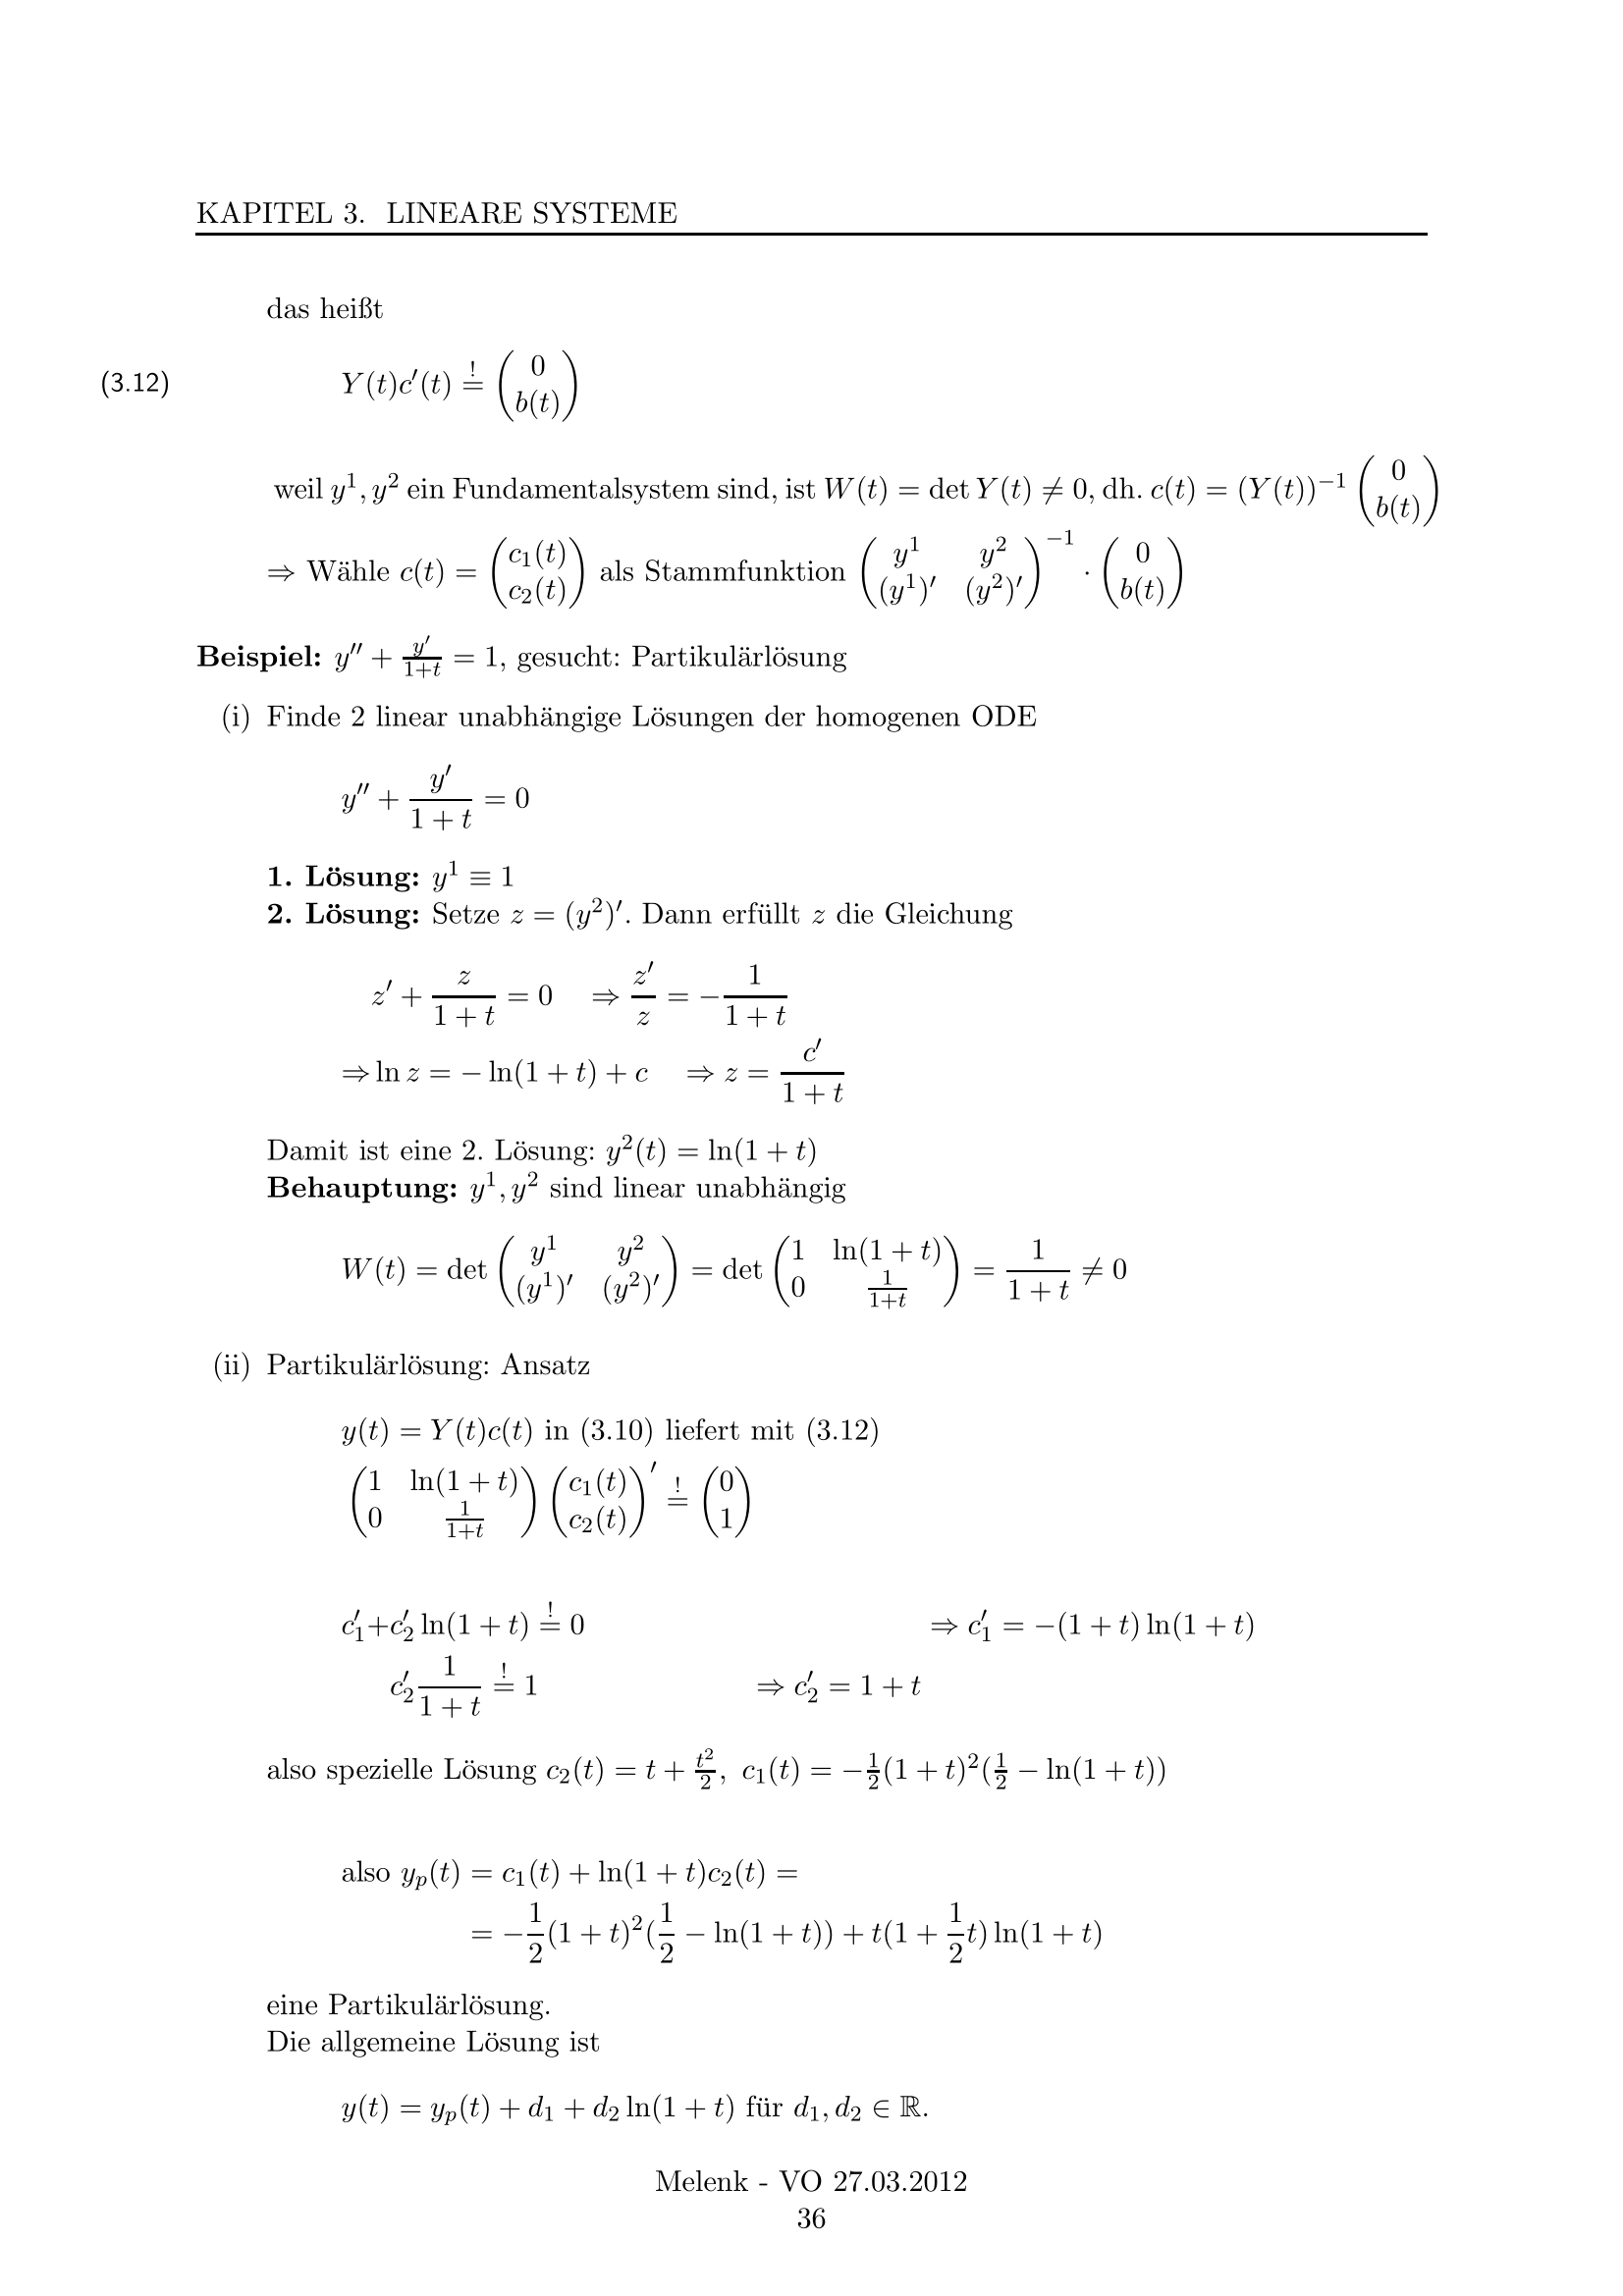 KAPITEL 3. LINEARE SYSTEME
das heißt
(3.12) $Y(t)c'(t) \stackrel{!}{=} \begin{pmatrix} 0 \\ b(t) \end{pmatrix}$
weil $y^1, y^2$ ein Fundamentalsystem sind, ist $W(t) = \det Y(t) \neq 0$, dh. $c(t) = (Y(t))^{-1} \begin{pmatrix} 0 \\ b(t) \end{pmatrix}$
$\Rightarrow$ Wähle $c(t) = \begin{pmatrix} c_1(t) \\ c_2(t) \end{pmatrix}$ als Stammfunktion $\begin{pmatrix} y^1 & y^2 \\ (y^1)' & (y^2)' \end{pmatrix}^{-1} \cdot \begin{pmatrix} 0 \\ b(t) \end{pmatrix}$
Beispiel: $y'' + \frac{y'}{1+t} = 1$, gesucht: Partikulärlösung
(i) Finde 2 linear unabhängige Lösungen der homogenen ODE
$y'' + \frac{y'}{1+t} = 0$
1. Lösung: $y^1 \equiv 1$
2. Lösung: Setze $z = (y^2)'$. Dann erfüllt $z$ die Gleichung
$z' + \frac{z}{1+t} = 0 \quad \Rightarrow \frac{z'}{z} = -\frac{1}{1+t}$
$\Rightarrow \ln z = -\ln(1+t) + c \quad \Rightarrow z = \frac{c'}{1+t}$
Damit ist eine 2. Lösung: $y^2(t) = \ln(1+t)$
Behauptung: $y^1, y^2$ sind linear unabhängig
$W(t) = \det \begin{pmatrix} y^1 & y^2 \\ (y^1)' & (y^2)' \end{pmatrix} = \det \begin{pmatrix} 1 & \ln(1+t) \\ 0 & \frac{1}{1+t} \end{pmatrix} = \frac{1}{1+t} \neq 0$
(ii) Partikulärlösung: Ansatz
$y(t) = Y(t)c(t)$ in (3.10) liefert mit (3.12)
$\begin{pmatrix} 1 & \ln(1+t) \\ 0 & \frac{1}{1+t} \end{pmatrix} \begin{pmatrix} c_1(t) \\ c_2(t) \end{pmatrix}' \stackrel{!}{=} \begin{pmatrix} 0 \\ 1 \end{pmatrix}$
$c_1' + c_2' \ln(1+t) \stackrel{!}{=} 0 \quad \Rightarrow c_1' = -(1+t)\ln(1+t)$
$c_2' \frac{1}{1+t} \stackrel{!}{=} 1 \quad \Rightarrow c_2' = 1+t$
also spezielle Lösung $c_2(t) = t + \frac{t^2}{2},\ c_1(t) = -\frac{1}{2}(1+t)^2(\frac{1}{2} - \ln(1+t))$
also $y_p(t) = c_1(t) + \ln(1+t)c_2(t) =$
$= -\frac{1}{2}(1+t)^2(\frac{1}{2} - \ln(1+t)) + t(1+\frac{1}{2}t)\ln(1+t)$
eine Partikulärlösung.
Die allgemeine Lösung ist
$y(t) = y_p(t) + d_1 + d_2 \ln(1+t)$ für $d_1, d_2 \in \mathbb{R}$.
Melenk - VO 27.03.2012
36